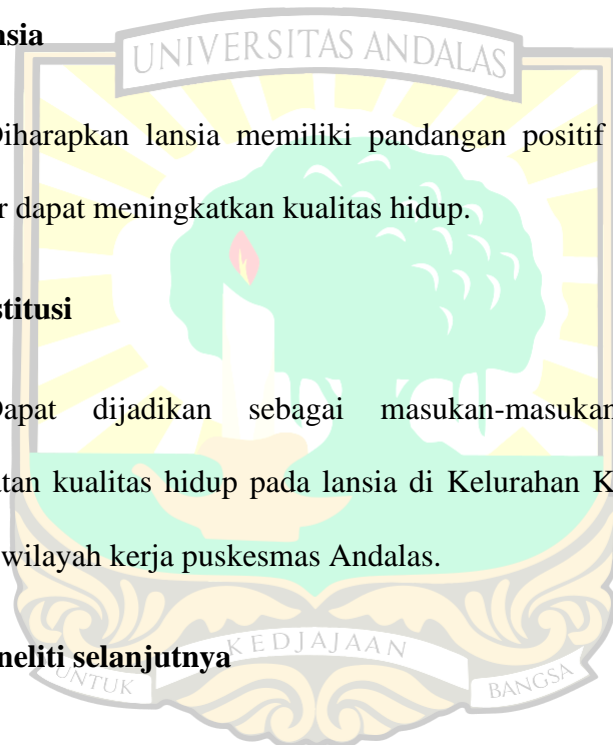 nsia
UNIVERSITAS ANDALAS
Diharapkan lansia memiliki pandangan positif
r dapat meningkatkan kualitas hidup.
stitusi
Dapat dijadikan sebagai masukan-masukan
atan kualitas hidup pada lansia di Kelurahan K
wilayah kerja puskesmas Andalas.
neliti selanjutnya
UNTUK KEDJAJAAN BANGSA